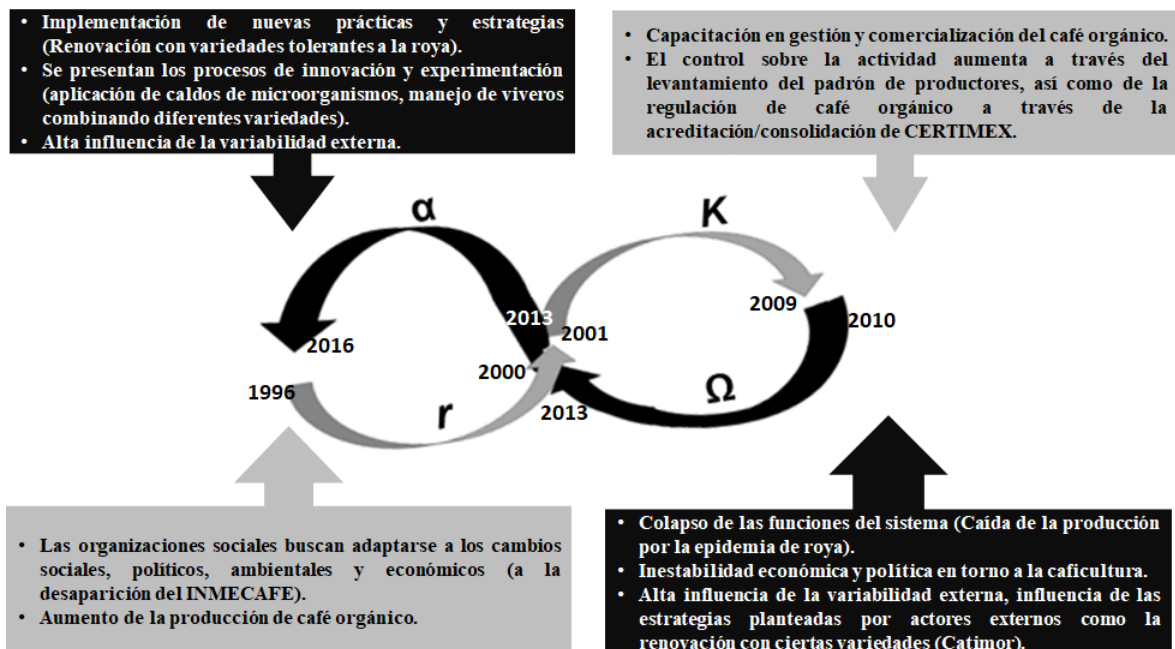 • Implementación de nuevas prácticas y estrategias
(Renovación con variedades tolerantes a la roya).
• Se presentan los procesos de innovación y experimentación
(aplicación de caldos de microorganismos, manejo de viveros
combinando diferentes variedades).
• Alta influencia de la variabilidad externa.
• Capacitación en gestión y comercialización del café orgánico.
• El control sobre la actividad aumenta a través del
levantamiento del padrón de productores, así como de la
regulación de café orgánico a través de la
acreditación/consolidación de CERTIMEX.
α
K
2013
2001
2009
2010
2016
2000
1996
r
2013
Ω
• Las organizaciones sociales buscan adaptarse a los cambios
sociales, políticos, ambientales y económicos (a la
desaparición del INMECAFE).
• Aumento de la producción de café orgánico.
• Colapso de las funciones del sistema (Caída de la producción
por la epidemia de roya).
• Inestabilidad económica y política en torno a la caficultura.
• Alta influencia de la variabilidad externa, influencia de las
estrategias planteadas por actores externos como la
renovación con ciertas variedades (Catimor).